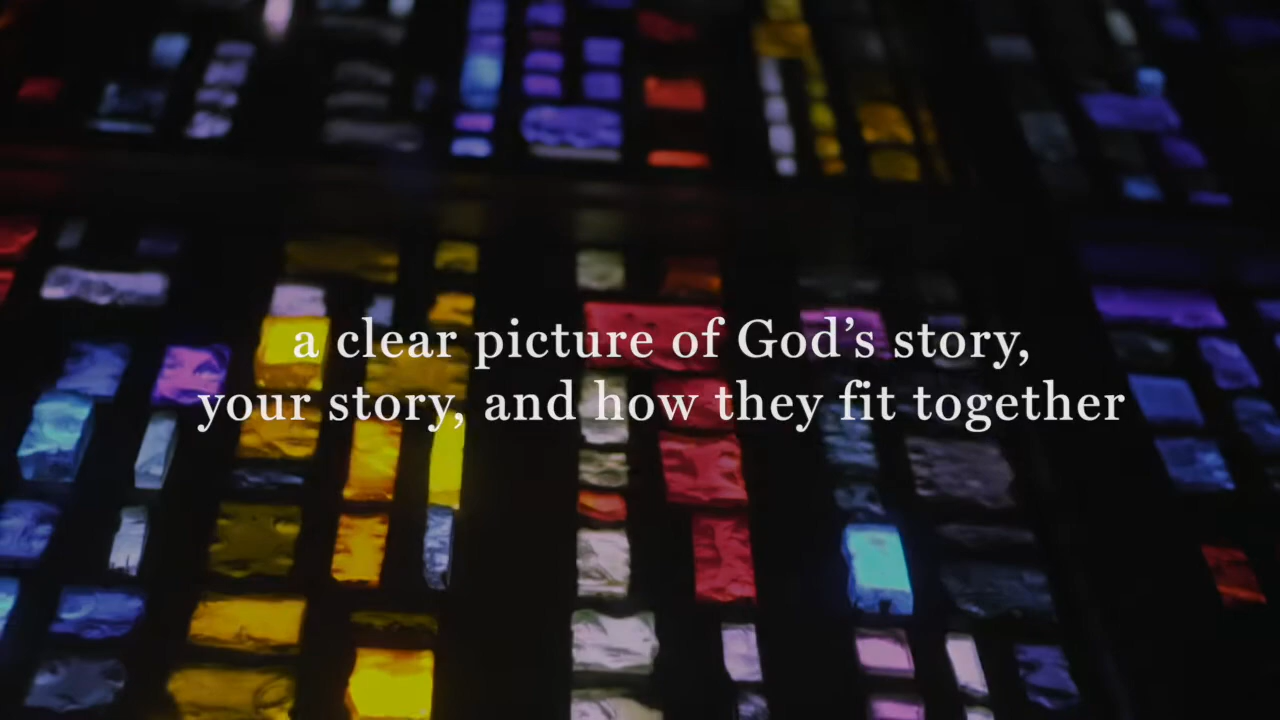 a clear picture of God’s story,
your story, and how they fit together